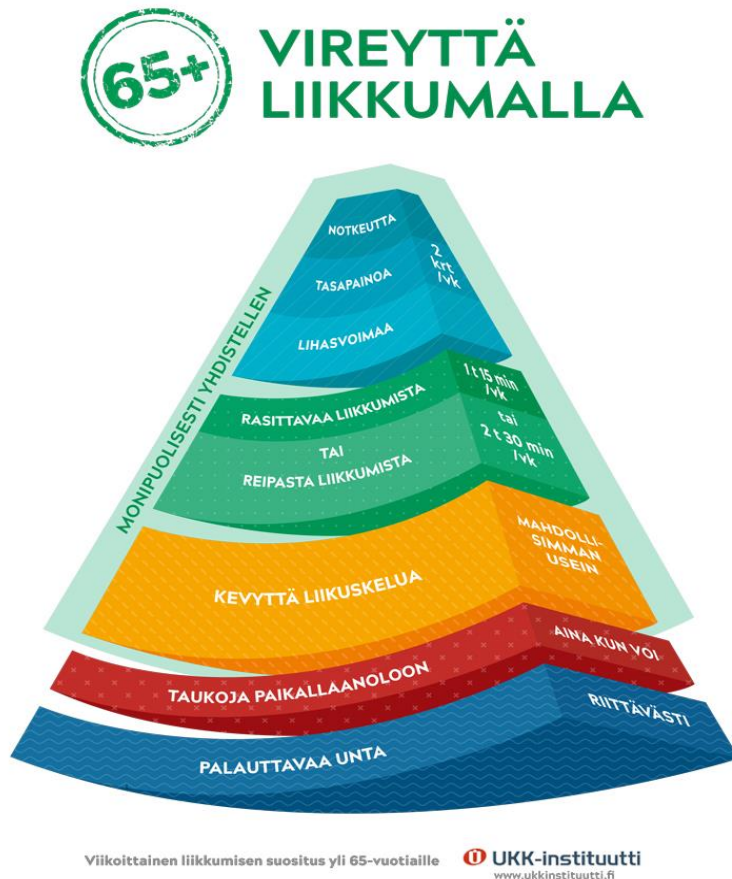 65+
VIREYTTÄ
LIIKKUMALLA
MONIPUOLISESTI YHDISTELLEN
NOTKEUTTA
TASAPAINOA
LIHASVOIMAA
2
krt
/vk
RASITTAVAA LIIKKUMISTA
1 t 15 min
/vk
TAI
REIPASTA LIIKKUMISTA
tai
2 t 30 min
/vk
KEVYTTÄ LIIKUSKELUA
MAHDOLLI-
SIMMAN
USEIN
TAUKOJA PAIKALLAANOLOON
AINA KUN VOI
PALAUTTAVAA UNTA
RIITTÄVÄSTI
Viikoittainen liikkumisen suositus yli 65-vuotiaille
UKK-instituutti
www.ukkinstituutti.fi